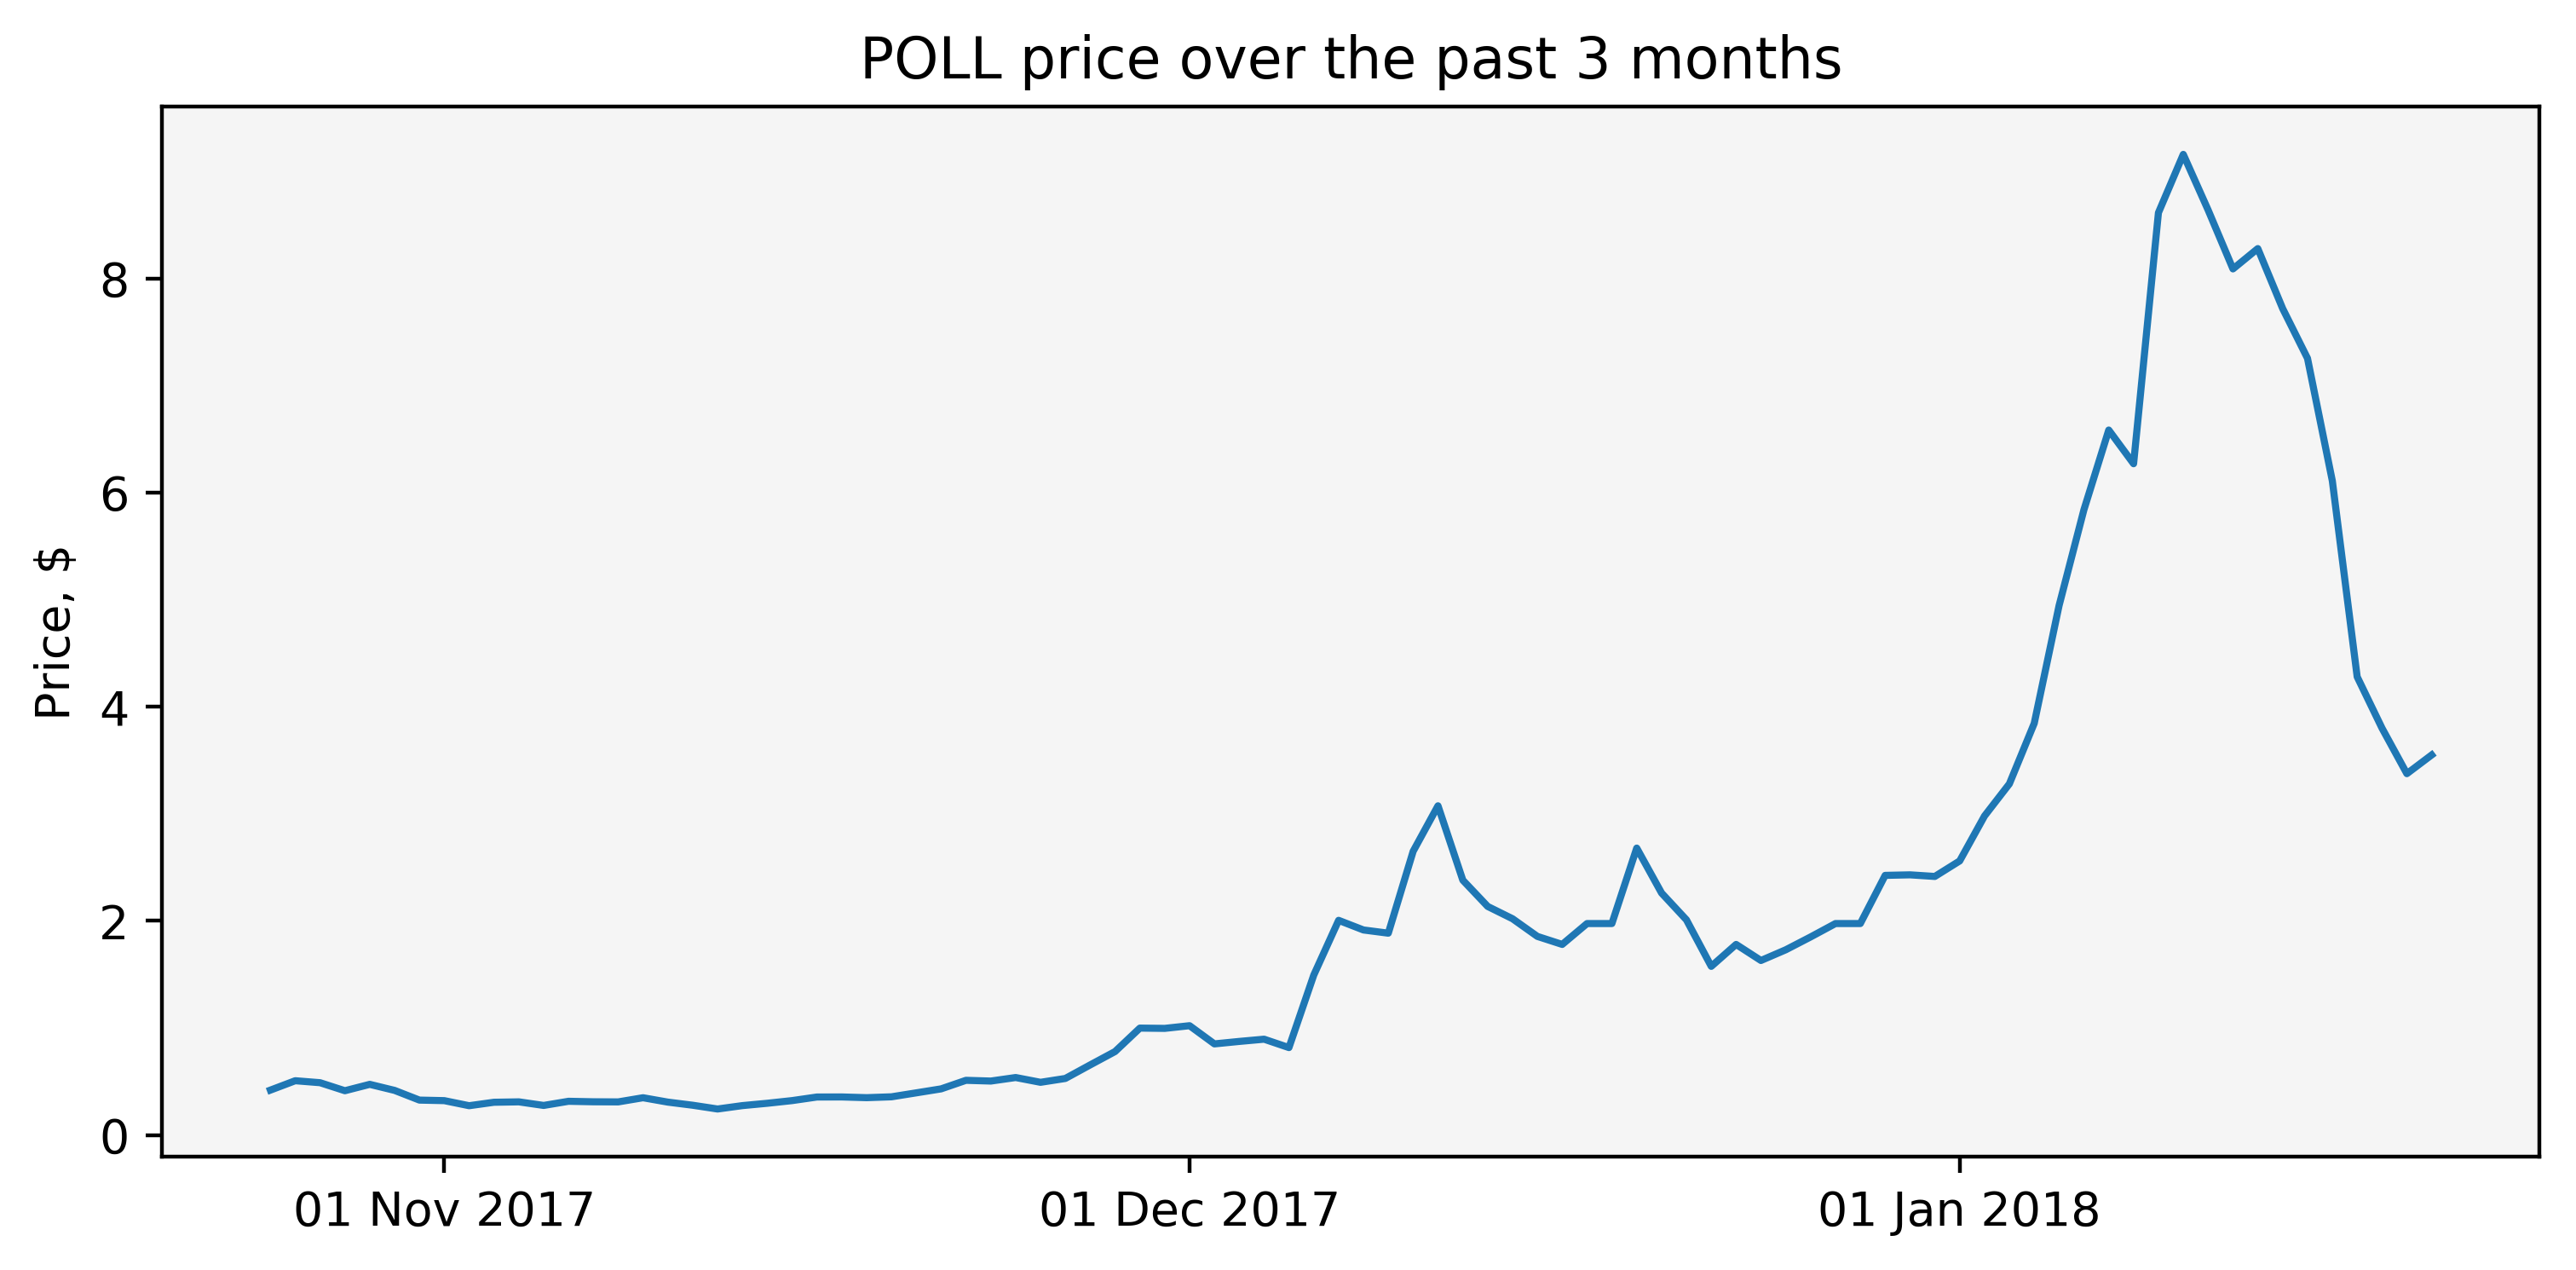 POLL price over the past 3 months
Price, $
8
6
4
2
0
01 Nov 2017
01 Dec 2017
01 Jan 2018